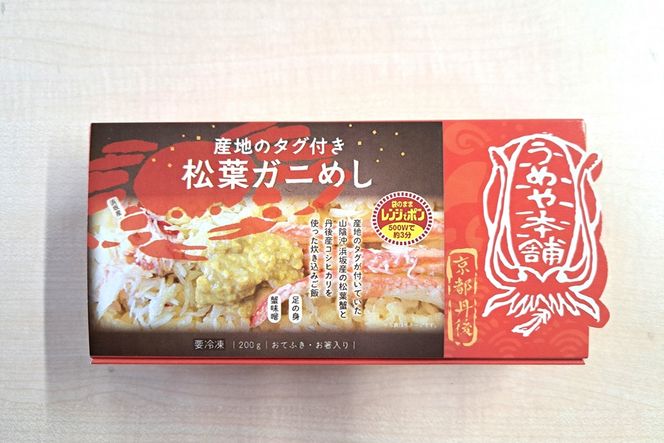 産地のタグ付き
松葉ガニめし
浜坂産
袋のまま
レンジでポン
500Wで
約3分
産地のタグが付いていた
山陰沖浜坂産の松葉蟹と
丹後産コシヒカリを
使った炊き込みご飯
足の身
蟹味噌
要冷凍 | 200g | おてふき・お箸入り |
うめや本舗
京都丹後